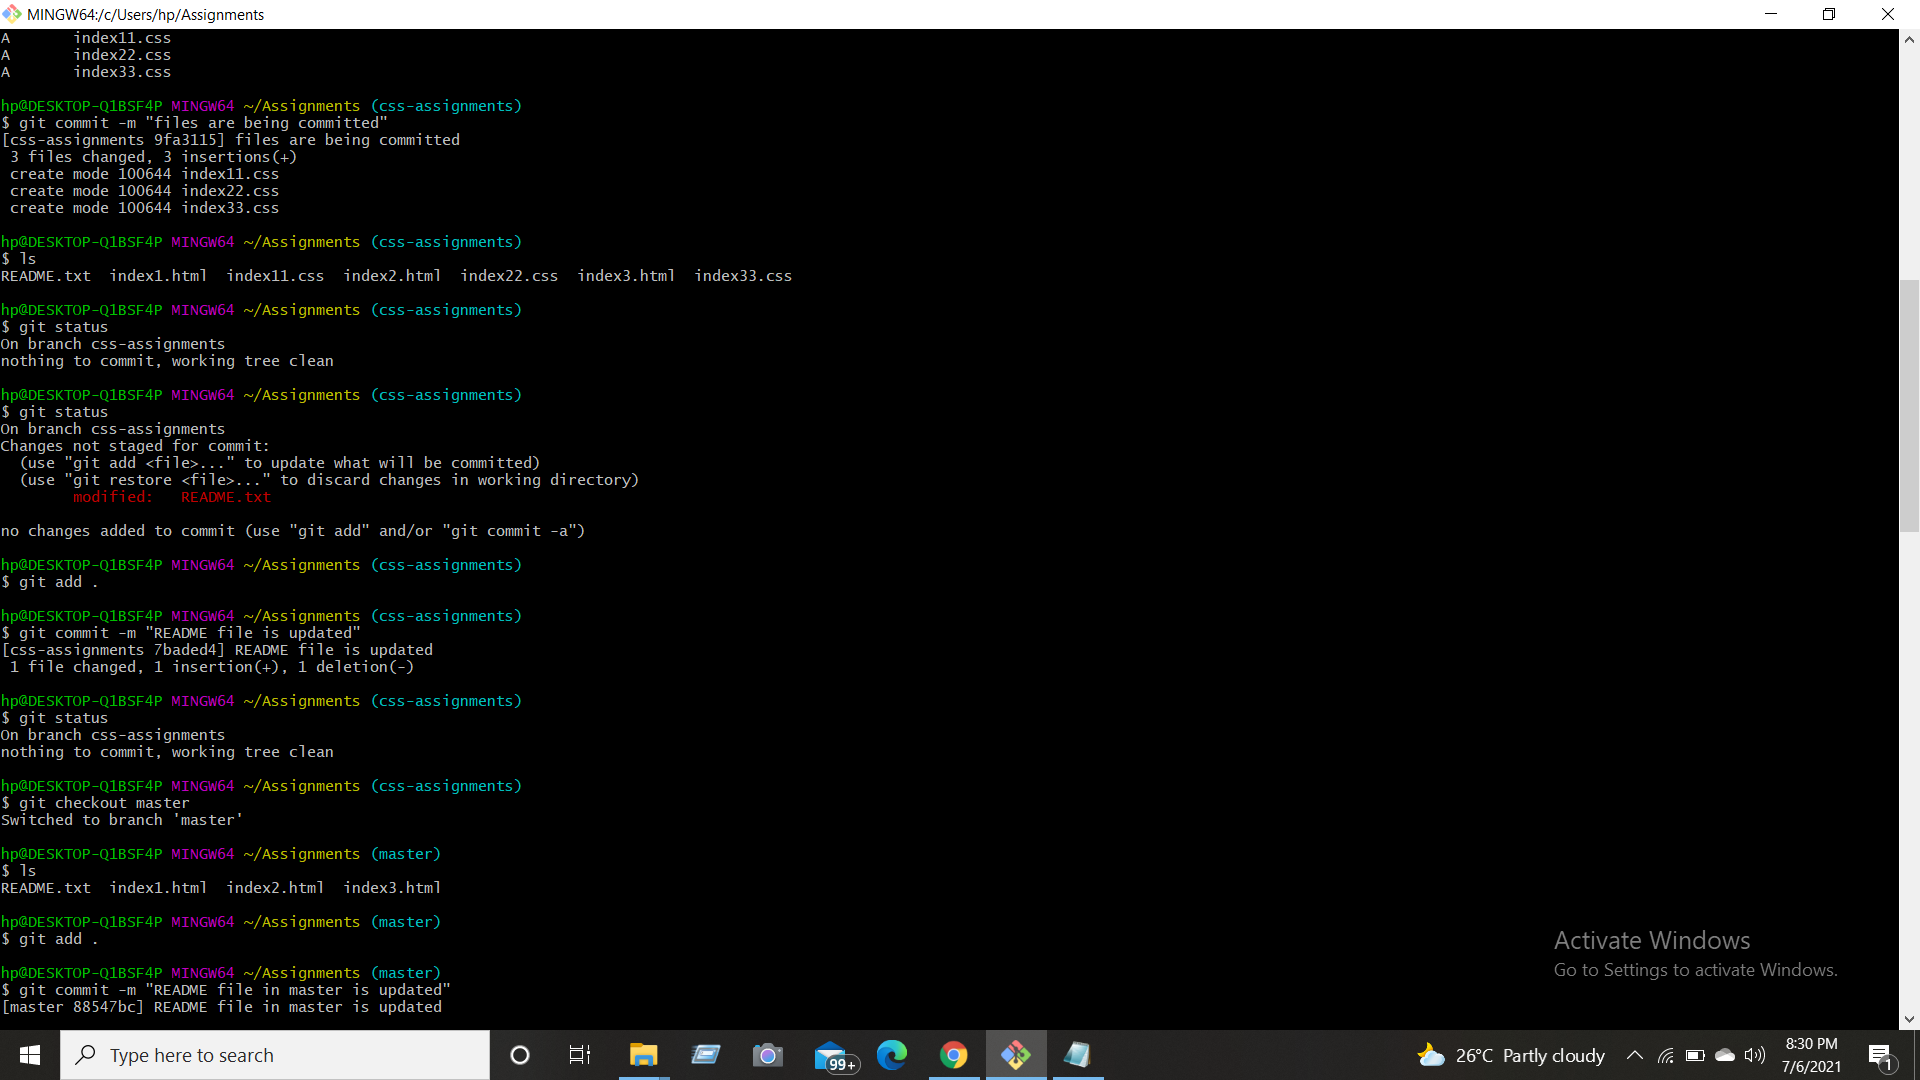 MINGW64:/c/Users/hp/Assignments
A       index11.css
A       index22.css
A       index33.css
hp@DESKTOP-Q1BSF4P MINGW64 ~/Assignments (css-assignments)
$ git commit -m "files are being committed"
[css-assignments 9fa3115] files are being committed
 3 files changed, 3 insertions(+)
 create mode 100644 index11.css
 create mode 100644 index22.css
 create mode 100644 index33.css
hp@DESKTOP-Q1BSF4P MINGW64 ~/Assignments (css-assignments)
$ ls
README.txt  index1.html  index11.css  index2.html  index22.css  index3.html  index33.css
hp@DESKTOP-Q1BSF4P MINGW64 ~/Assignments (css-assignments)
$ git status
On branch css-assignments
nothing to commit, working tree clean
hp@DESKTOP-Q1BSF4P MINGW64 ~/Assignments (css-assignments)
$ git status
On branch css-assignments
Changes not staged for commit:
  (use "git add <file>..." to update what will be committed)
  (use "git restore <file>..." to discard changes in working directory)
        modified:   README.txt
no changes added to commit (use "git add" and/or "git commit -a")
hp@DESKTOP-Q1BSF4P MINGW64 ~/Assignments (css-assignments)
$ git add .
hp@DESKTOP-Q1BSF4P MINGW64 ~/Assignments (css-assignments)
$ git commit -m "README file is updated"
[css-assignments 7baded4] README file is updated
 1 file changed, 1 insertion(+), 1 deletion(-)
hp@DESKTOP-Q1BSF4P MINGW64 ~/Assignments (css-assignments)
$ git status
On branch css-assignments
nothing to commit, working tree clean
hp@DESKTOP-Q1BSF4P MINGW64 ~/Assignments (css-assignments)
$ git checkout master
Switched to branch 'master'
hp@DESKTOP-Q1BSF4P MINGW64 ~/Assignments (master)
$ ls
README.txt  index1.html  index2.html  index3.html
hp@DESKTOP-Q1BSF4P MINGW64 ~/Assignments (master)
$ git add .
hp@DESKTOP-Q1BSF4P MINGW64 ~/Assignments (master)
$ git commit -m "README file in master is updated"
[master 88547bc] README file in master is updated
Activate Windows
Go to Settings to activate Windows.
Type here to search
99+
26°C Partly cloudy
8:30 PM
7/6/2021
1